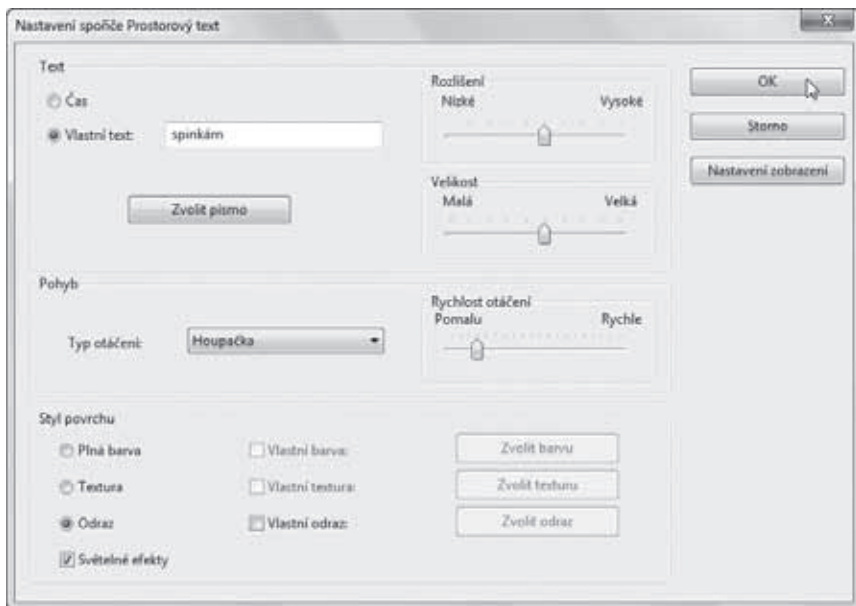 Nastavení spořiče Prostorový text
x
Text
Čas
Vlastní text:
spinkám
Zvolit písmo
Rozlišení
Nízké Vysoké
Velikost
Malá Velká
OK
Storno
Nastavení zobrazení
Pohyb
Typ otáčení:
Houpačka
Rychlost otáčení
Pomalu Rychle
Styl povrchu
Plná barva
Vlastní barva:
Zvolit barvu
Textura
Vlastní textura:
Zvolit texturu
Odraz
Vlastní odraz:
Zvolit odraz
Světelné efekty